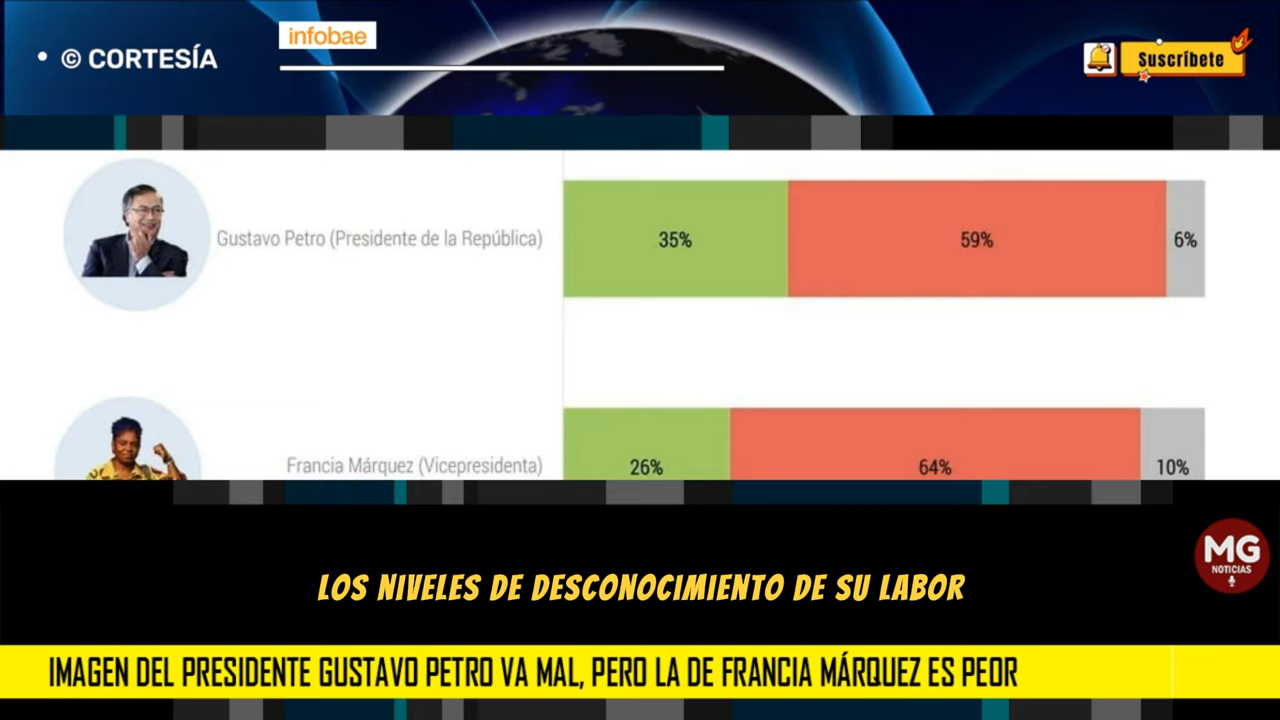 • © CORTESÍA
infobae
Suscríbete
Gustavo Petro (Presidente de la República)
35%
59%
6%
Francia Márquez (Vicepresidenta)
26%
64%
10%
MG
NOTICIAS
LOS NIVELES DE DESCONOCIMIENTO DE SU LABOR
IMAGEN DEL PRESIDENTE GUSTAVO PETRO VA MAL, PERO LA DE FRANCIA MÁRQUEZ ES PEOR